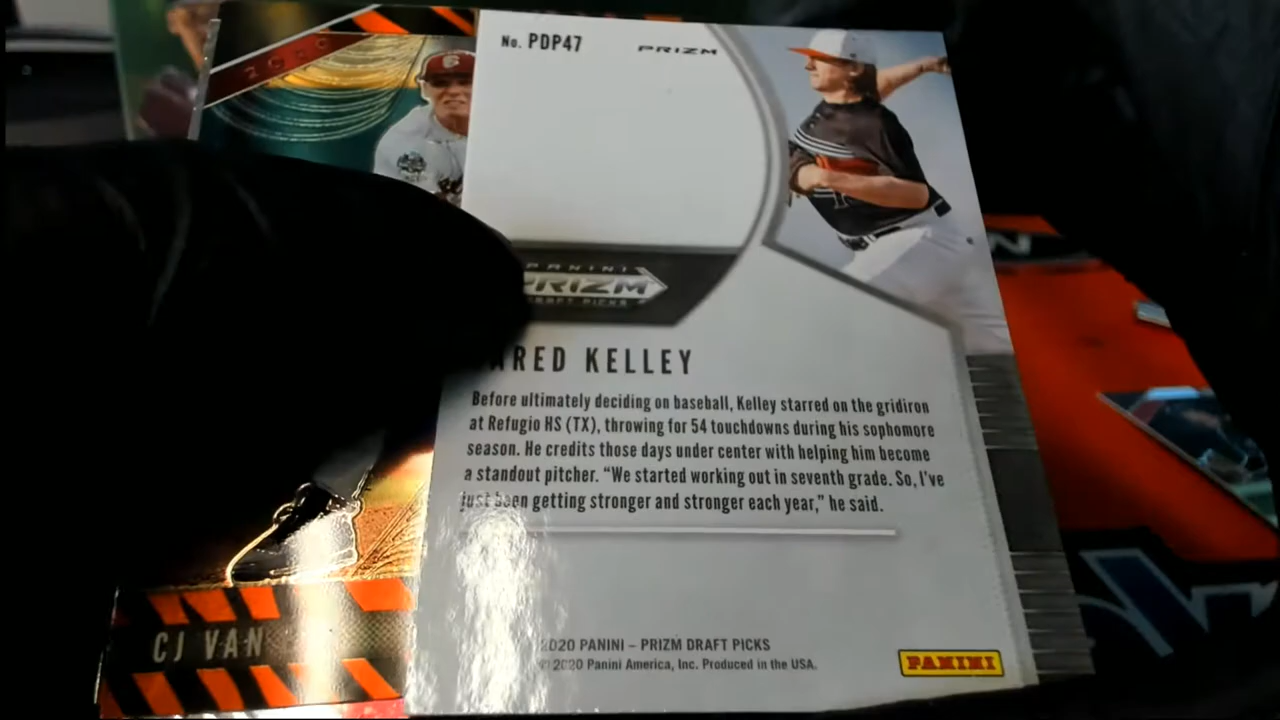 2020
No. PDP47
PRIZM
PANINI
PRIZM
DRAFT PICKS
ARED KELLEY
Before ultimately deciding on baseball, Kelley starred on the gridiron
at Refugio HS (TX), throwing for 54 touchdowns during his sophomore
season. He credits those days under center with helping him become
a standout pitcher. “We started working out in seventh grade. So, I’ve
just been getting stronger and stronger each year,” he said.
CJ VAN
2020 PANINI – PRIZM DRAFT PICKS
© 2020 Panini America, Inc. Produced in the USA.
PANINI